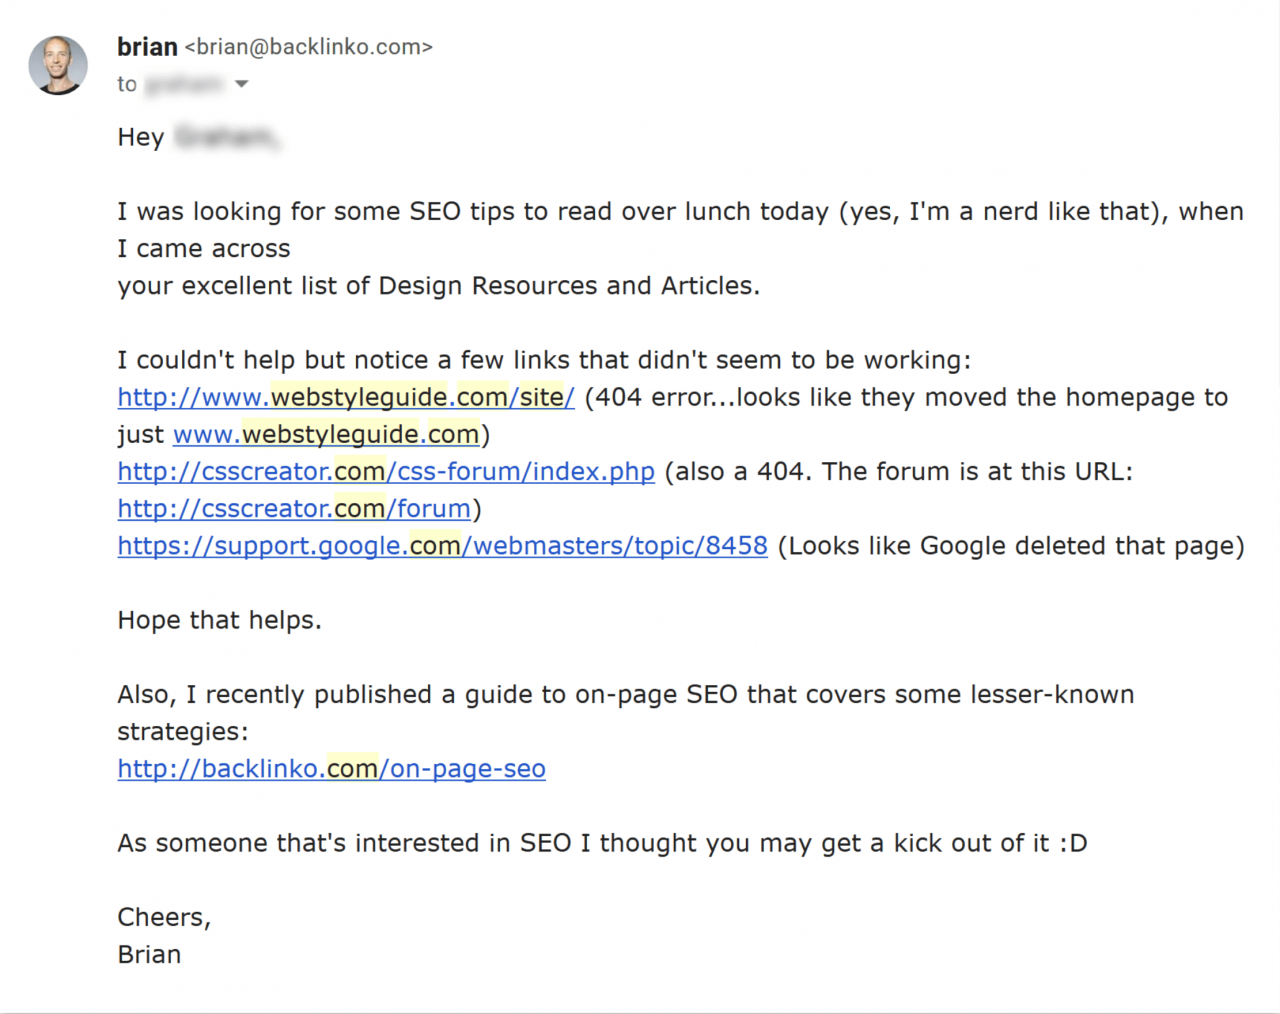 brian <brian@backlinko.com>
to
Hey
I was looking for some SEO tips to read over lunch today (yes, I'm a nerd like that), when
I came across
your excellent list of Design Resources and Articles.
I couldn't help but notice a few links that didn't seem to be working:
http://www.webstyleguide.com/site/ (404 error...looks like they moved the homepage to
just www.webstyleguide.com)
http://csscreator.com/css-forum/index.php (also a 404. The forum is at this URL:
http://csscreator.com/forum)
https://support.google.com/webmasters/topic/8458 (Looks like Google deleted that page)
Hope that helps.
Also, I recently published a guide to on-page SEO that covers some lesser-known
strategies:
http://backlinko.com/on-page-seo
As someone that's interested in SEO I thought you may get a kick out of it :D
Cheers,
Brian